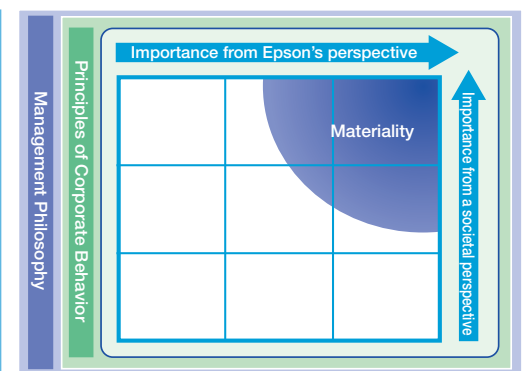 Management Philosophy
Principles of Corporate Behavior
Importance from Epson's perspective
Materiality
Importance from a societal perspective